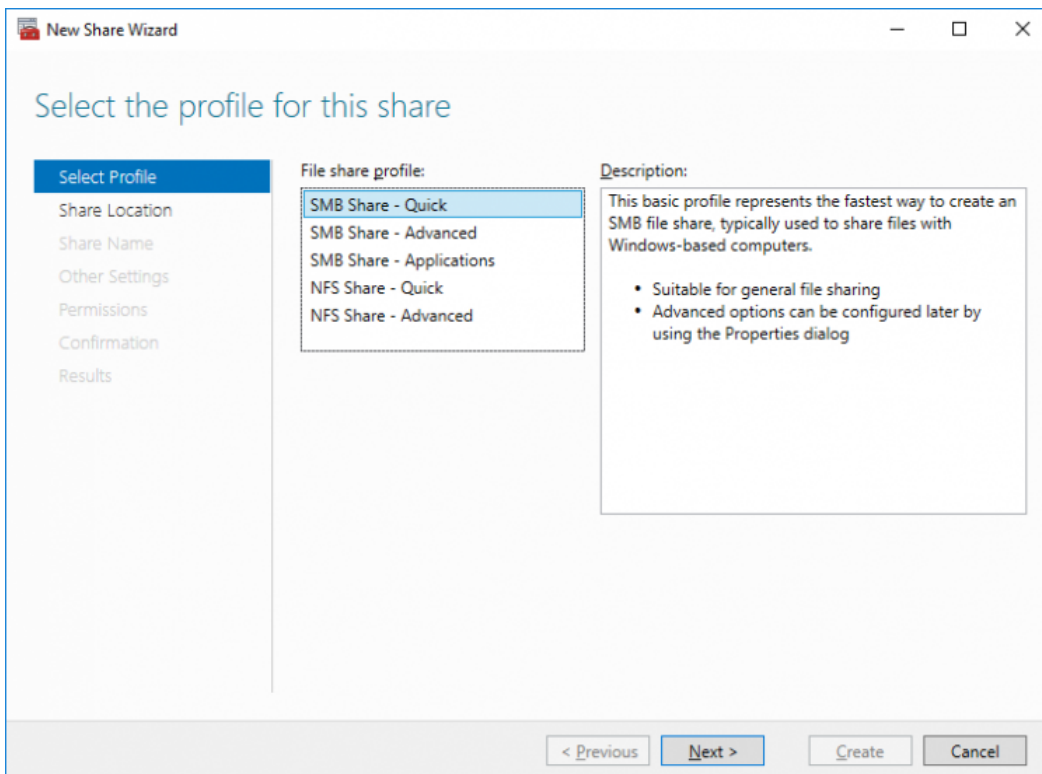 New Share Wizard
Select the profile for this share
Select Profile
Share Location
Share Name
Other Settings
Permissions
Confirmation
Results
File share profile:
SMB Share - Quick
SMB Share - Advanced
SMB Share - Applications
NFS Share - Quick
NFS Share - Advanced
Description:
This basic profile represents the fastest way to create an
SMB file share, typically used to share files with
Windows-based computers.
• Suitable for general file sharing
• Advanced options can be configured later by
using the Properties dialog
< Previous
Next >
Create
Cancel